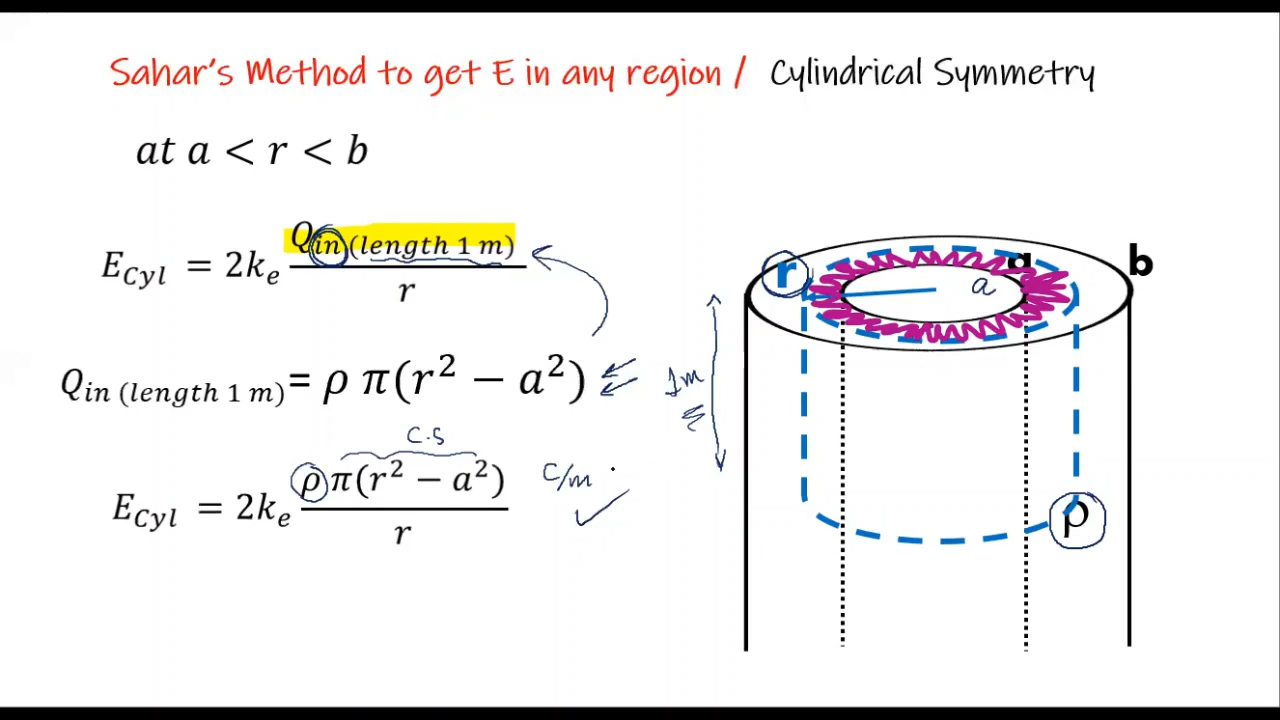 Sahar's Method to get E in any region / Cylindrical Symmetry
at a < r < b
E_Cyl = 2k_e Q_in (length 1 m) / r
Q_in (length 1 m) = ρ π(r² − a²)
C.S
E_Cyl = 2k_e ρ π(r² − a²) / r
C/m
1m
r
a
a
b
ρ